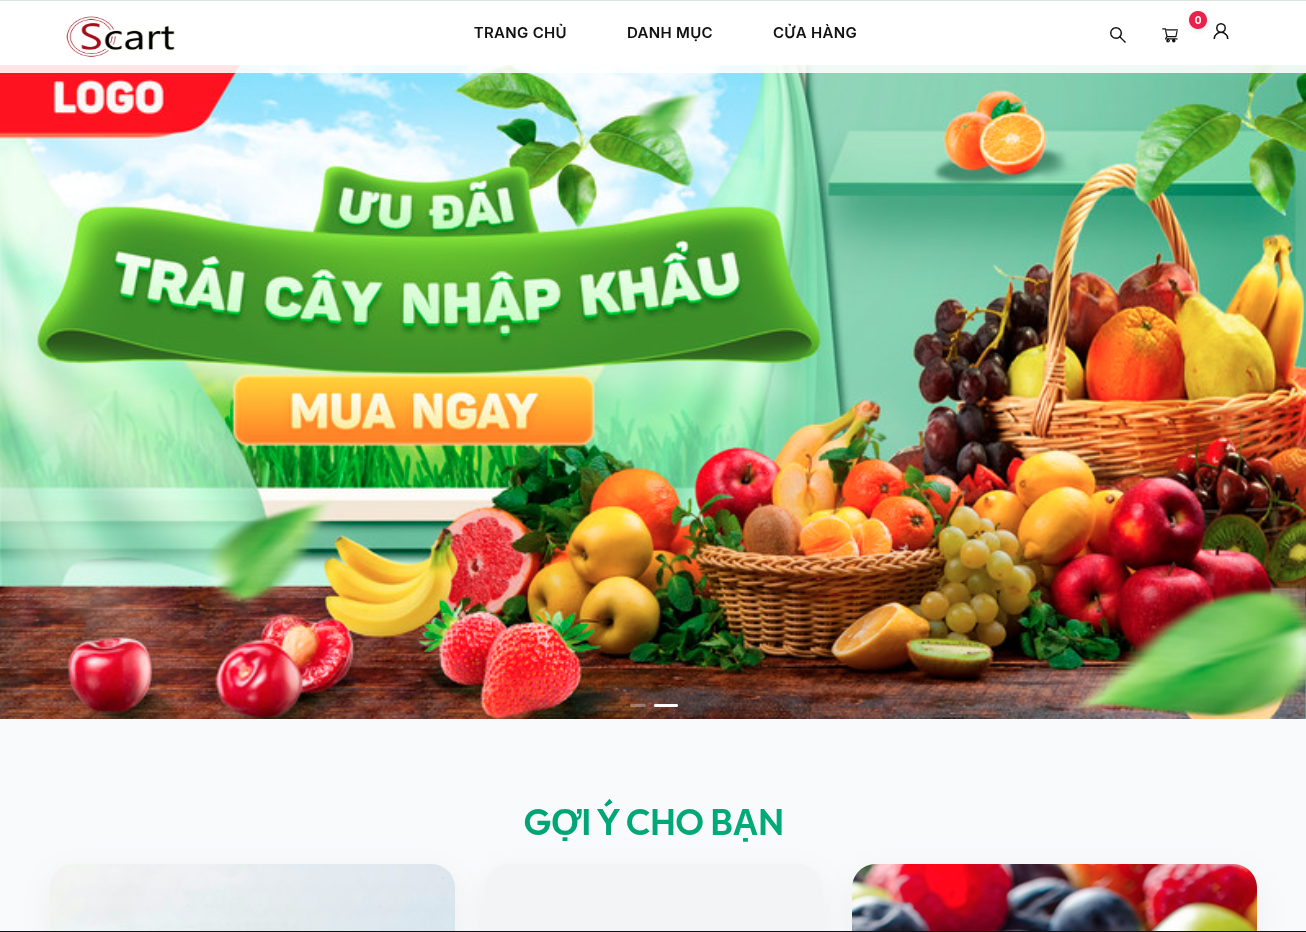 Scart
TRANG CHỦ
DANH MỤC
CỬA HÀNG
0
LOGO
ƯU ĐÃI
TRÁI CÂY NHẬP KHẨU
MUA NGAY
GỢI Ý CHO BẠN